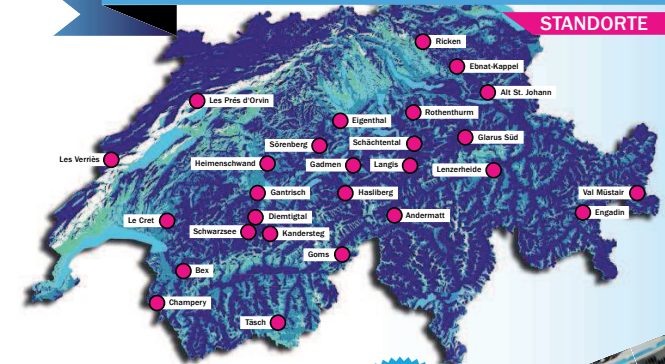 STANDORTE
Ricken
Ebnat-Kappel
Alt St. Johann
Les Prés d'Orvin
Rothenthurm
Eigenthal
Glarus Süd
Sörenberg
Schächtental
Les Verriès
Heimenschwand
Gadmen
Langis
Lenzerheide
Gantrisch
Hasliberg
Val Müstair
Le Cret
Diemtigtal
Andermatt
Engadin
Schwarzsee
Kandersteg
Goms
Bex
Champery
Täsch